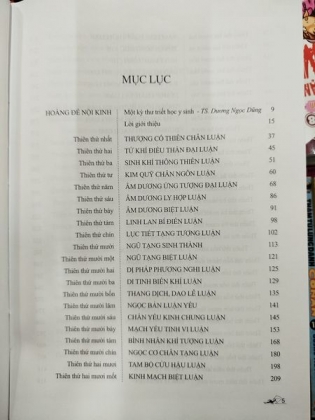 MỤC LỤC
HOÀNG ĐẾ NỘI KINH Một kỳ thư triết học y sinh - TS. Dương Ngọc Dũng 9
Lời giới thiệu 15
Thiên thứ nhất THƯỢNG CỔ THIÊN CHÂN LUẬN 37
Thiên thứ hai TỨ KHÍ ĐIỀU THẦN ĐẠI LUẬN 45
Thiên thứ ba SINH KHÍ THÔNG THIÊN LUẬN 51
Thiên thứ tư KIM QUỸ CHÂN NGÔN LUẬN 60
Thiên thứ năm ÂM DƯƠNG ỨNG TƯỢNG ĐẠI LUẬN 68
Thiên thứ sáu ÂM DƯƠNG LY HỢP LUẬN 86
Thiên thứ bảy ÂM DƯƠNG BIỆT LUẬN 91
Thiên thứ tám LINH LAN BÍ ĐIỂN LUẬN 98
Thiên thứ chín LỤC TIẾT TẠNG TƯỢNG LUẬN 102
Thiên thứ mười NGŨ TẠNG SINH THÀNH 113
Thiên thứ mười một NGŨ TẠNG BIỆT LUẬN 121
Thiên thứ mười hai DỊ PHÁP PHƯƠNG NGHI LUẬN 125
Thiên thứ mười ba DI TINH BIẾN KHÍ LUẬN 129
Thiên thứ mười bốn THANG DỊCH, DAO LỄ LUẬN 135
Thiên thứ mười lăm NGỌC BẢN LUẬN YẾU 141
Thiên thứ mười sáu CHẨN YẾU KINH CHUNG LUẬN 145
Thiên thứ mười bảy MẠCH YẾU TINH VI LUẬN 153
Thiên thứ mười tám BÌNH NHÂN KHÍ TƯỢNG LUẬN 168
Thiên thứ mười chín NGỌC CƠ CHÂN TẠNG LUẬN 180
Thiên thứ hai mươi TAM BỘ CỬU HẬU LUẬN 198
Thiên thứ hai mươi mốt KINH MẠCH BIỆT LUẬN 209
5